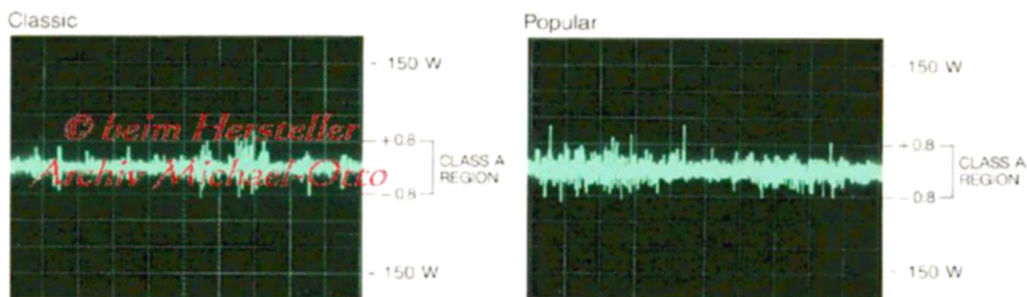 Classic
- 150 W
+0.8
CLASS A
REGION
-0.8
- 150 W
© beim Hersteller
Archiv Michael-Otto
Popular
- 150 W
+0.8
CLASS A
REGION
-0.8
- 150 W